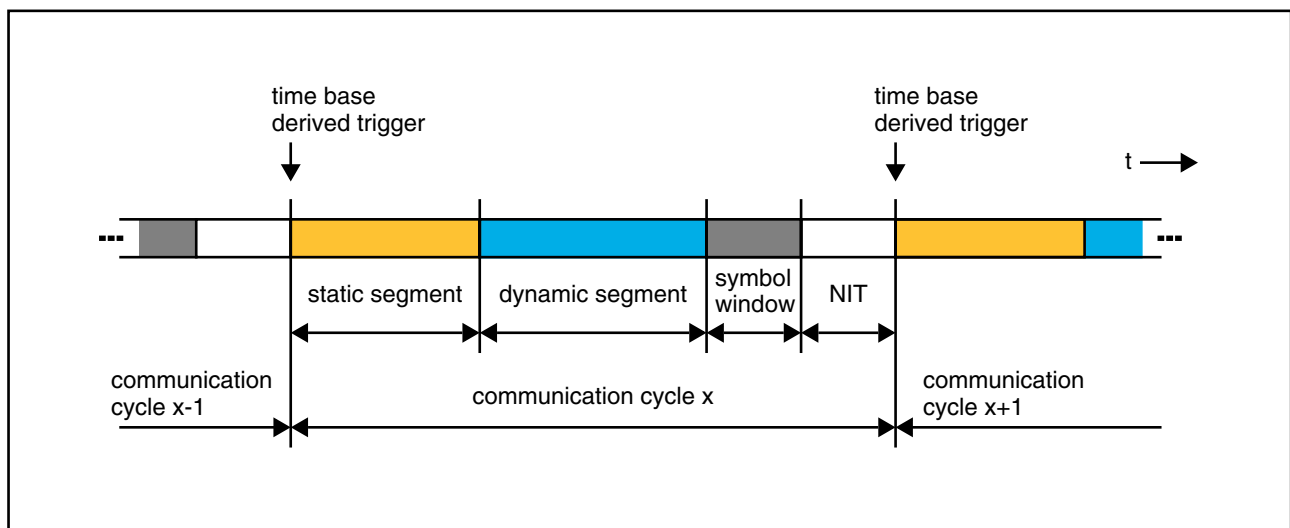 time base
derived trigger
time base
derived trigger
t
static segment
dynamic segment
symbol
window
NIT
communication
cycle x-1
communication cycle x
communication
cycle x+1